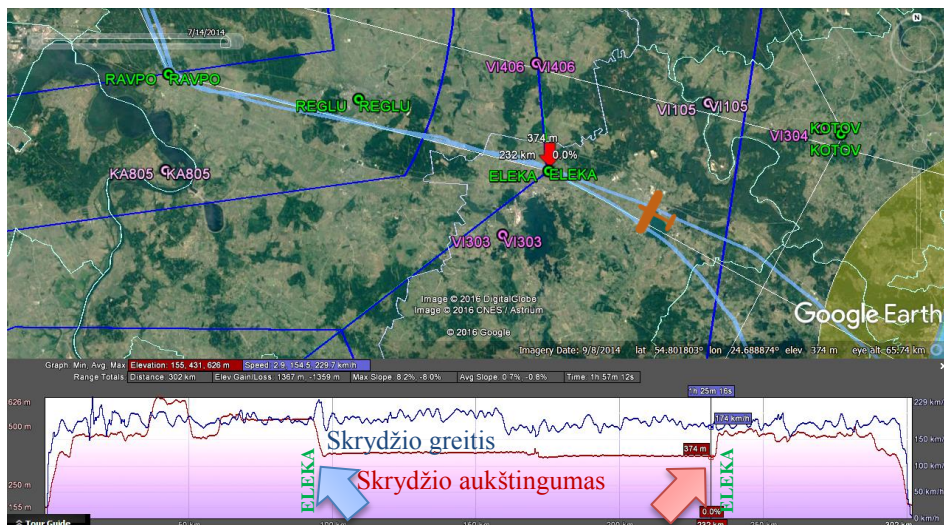 7/14/2014
RAVPO RAVPO
REGLU REGLU
VI406 VI406
VI105 VI105
VI304 KOTOV
KOTOV
KA805 KA805
374 m
232 km 0.0%
ELEKA ELEKA
VI303 VI303
N
Image © 2016 DigitalGlobe
Image © 2016 CNES / Astrium
© 2016 Google
Google Earth
Imagery Date: 9/8/2014 lat 54.801803° lon 24.688874° elev 374 m eye alt 65.74 km
Graph: Min, Avg, Max Elevation: 155, 431, 626 m Speed: 2.9, 154.5, 229.7 km/h
Range Totals: Distance: 302 km Elev Gain/Loss: 1367 m, -1359 m Max Slope: 8.2%, -8.0% Avg Slope: 0.7%, -0.8% Time: 1h 57m 12s
1h 25m 16s
626 m
500 m
250 m
155 m
229 km/h
150 km/h
100 km/h
50 km/h
0 km/h
174 km/h
374 m
0.0%
ELEKA
Skrydžio greitis
Skrydžio aukštingumas
ELEKA
50 km
100 km
150 km
200 km
232 km
250 km
302 km
Tour Guide